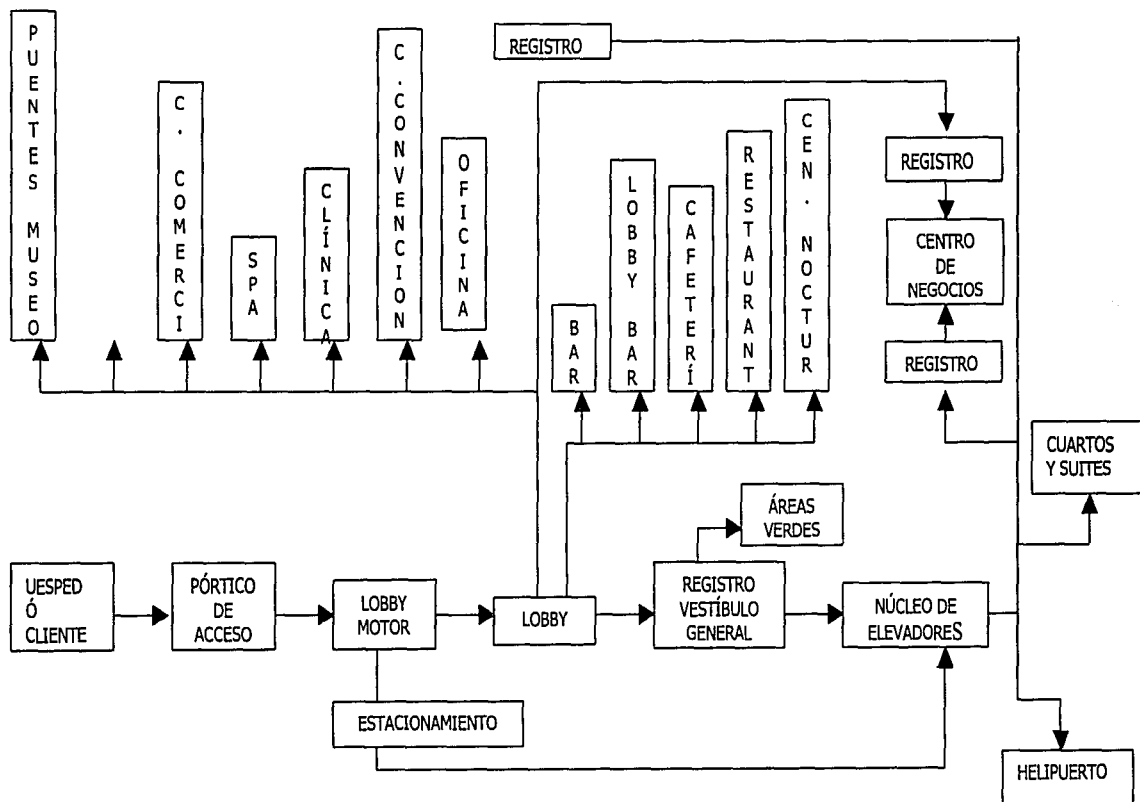 PUENTES MUSEO
C. COMERCI
SPA
CLÍNICA
C.CONVENCION
OFICINA
REGISTRO
BAR
LOBBY BAR
CAFETERÍ
RESTAURANT
CEN. NOCTUR
REGISTRO
CENTRO
DE
NEGOCIOS
REGISTRO
CUARTOS
Y SUITES
ÁREAS
VERDES
UESPED
Ó
CLIENTE
PÓRTICO
DE
ACCESO
LOBBY
MOTOR
LOBBY
REGISTRO
VESTÍBULO
GENERAL
NÚCLEO DE
ELEVADORES
ESTACIONAMIENTO
HELIPUERTO